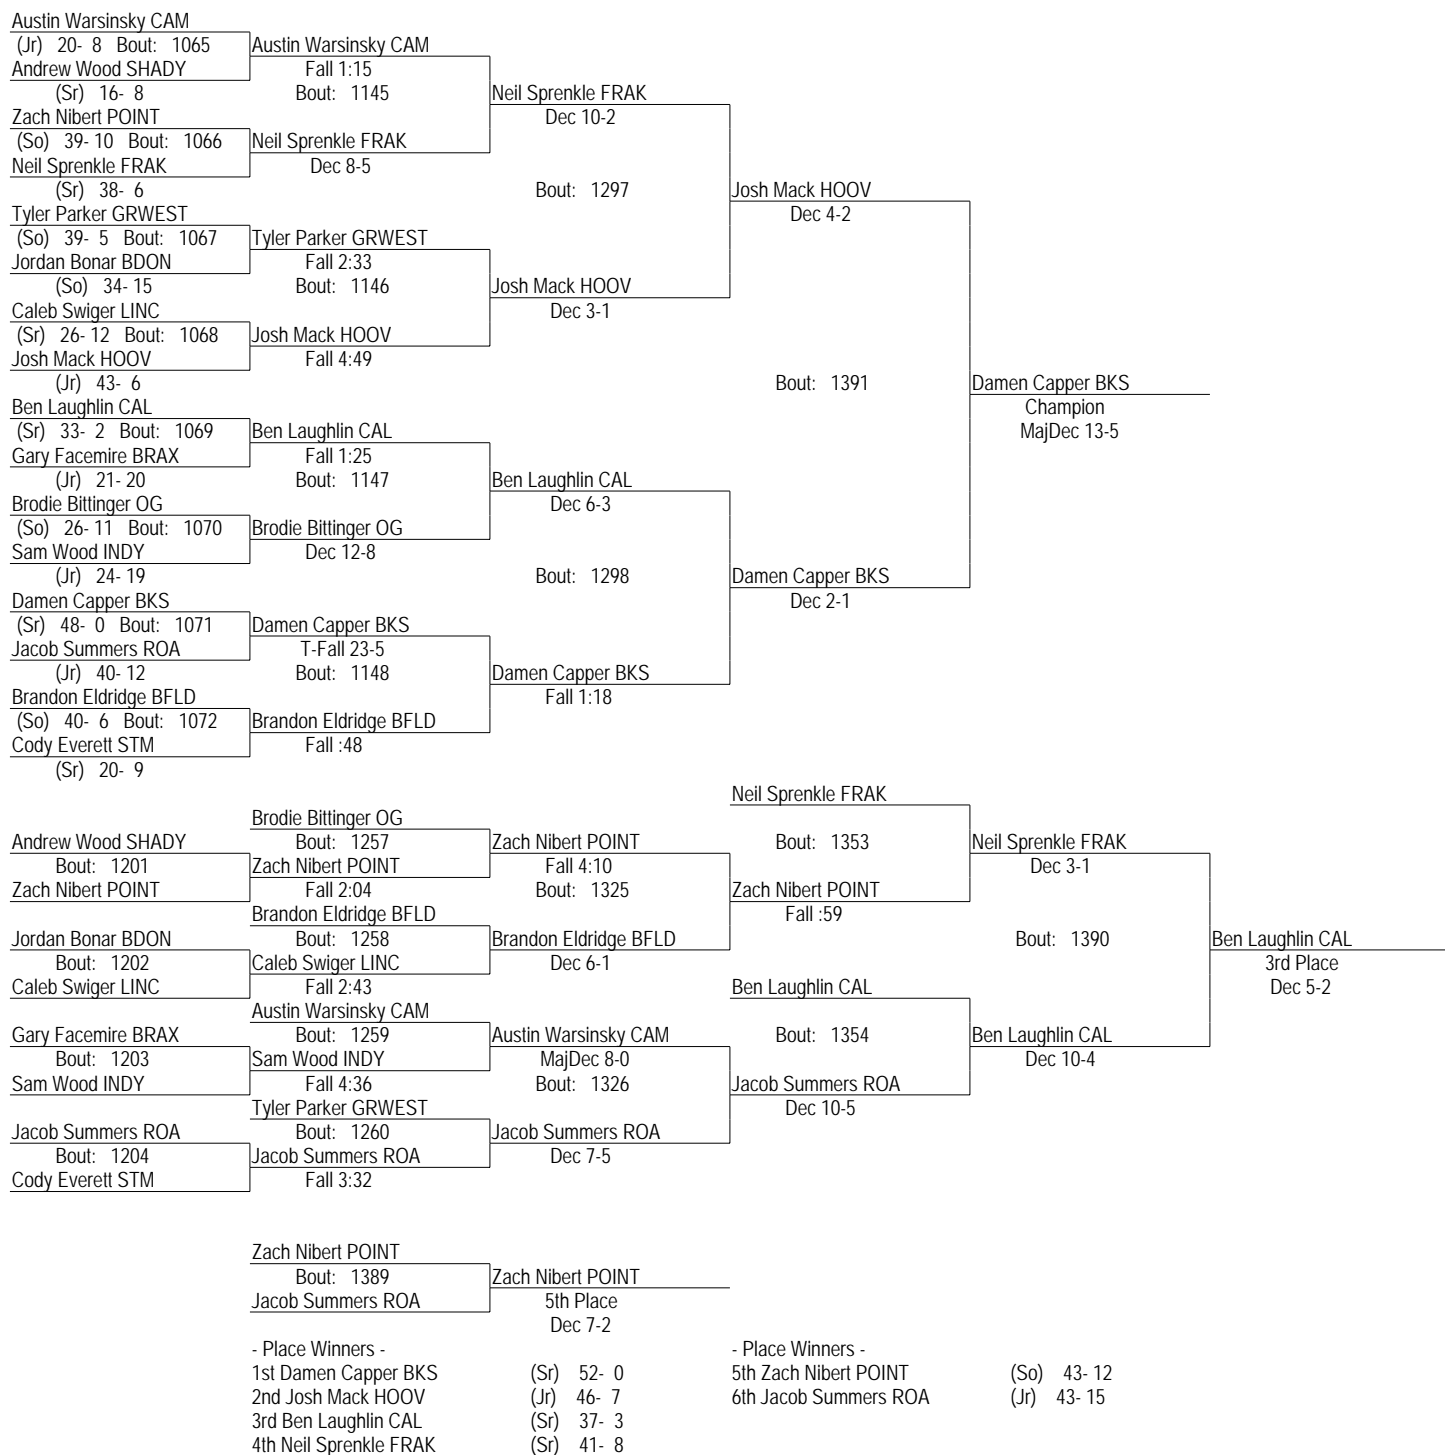 Austin Warsinsky CAM
(Jr) 20- 8 Bout: 1065 Austin Warsinsky CAM
Andrew Wood SHADY Fall 1:15
(Sr) 16- 8 Bout: 1145 Neil Sprenkle FRAK
Zach Nibert POINT Dec 10-2
(So) 39- 10 Bout: 1066 Neil Sprenkle FRAK
Neil Sprenkle FRAK Dec 8-5
(Sr) 38- 6 Bout: 1297 Josh Mack HOOV
Tyler Parker GRWEST Dec 4-2
(So) 39- 5 Bout: 1067 Tyler Parker GRWEST
Jordan Bonar BDON Fall 2:33
(So) 34- 15 Bout: 1146 Josh Mack HOOV
Caleb Swiger LINC Dec 3-1
(Sr) 26- 12 Bout: 1068 Josh Mack HOOV
Josh Mack HOOV Fall 4:49
(Jr) 43- 6 Bout: 1391 Damen Capper BKS
Ben Laughlin CAL Champion
(Sr) 33- 2 Bout: 1069 Ben Laughlin CAL MajDec 13-5
Gary Facemire BRAX Fall 1:25
(Jr) 21- 20 Bout: 1147 Ben Laughlin CAL
Brodie Bittinger OG Dec 6-3
(So) 26- 11 Bout: 1070 Brodie Bittinger OG
Sam Wood INDY Dec 12-8
(Jr) 24- 19 Bout: 1298 Damen Capper BKS
Damen Capper BKS Dec 2-1
(Sr) 48- 0 Bout: 1071 Damen Capper BKS
Jacob Summers ROA T-Fall 23-5
(Jr) 40- 12 Bout: 1148 Damen Capper BKS
Brandon Eldridge BFLD Fall 1:18
(So) 40- 6 Bout: 1072 Brandon Eldridge BFLD
Cody Everett STM Fall :48
(Sr) 20- 9
Neil Sprenkle FRAK
Brodie Bittinger OG
Andrew Wood SHADY Bout: 1257 Zach Nibert POINT Bout: 1353 Neil Sprenkle FRAK
Bout: 1201 Zach Nibert POINT Fall 4:10 Dec 3-1
Zach Nibert POINT Fall 2:04 Bout: 1325 Zach Nibert POINT
Brandon Eldridge BFLD Fall :59
Jordan Bonar BDON Bout: 1258 Brandon Eldridge BFLD Bout: 1390 Ben Laughlin CAL
Bout: 1202 Caleb Swiger LINC Dec 6-1 3rd Place
Caleb Swiger LINC Fall 2:43 Ben Laughlin CAL Dec 5-2
Austin Warsinsky CAM
Gary Facemire BRAX Bout: 1259 Austin Warsinsky CAM Bout: 1354 Ben Laughlin CAL
Bout: 1203 Sam Wood INDY MajDec 8-0 Dec 10-4
Sam Wood INDY Fall 4:36 Bout: 1326 Jacob Summers ROA
Tyler Parker GRWEST Dec 10-5
Jacob Summers ROA Bout: 1260 Jacob Summers ROA
Bout: 1204 Jacob Summers ROA Dec 7-5
Cody Everett STM Fall 3:32
Zach Nibert POINT
Bout: 1389 Zach Nibert POINT
Jacob Summers ROA 5th Place
Dec 7-2
- Place Winners - - Place Winners -
1st Damen Capper BKS (Sr) 52- 0 5th Zach Nibert POINT (So) 43- 12
2nd Josh Mack HOOV (Jr) 46- 7 6th Jacob Summers ROA (Jr) 43- 15
3rd Ben Laughlin CAL (Sr) 37- 3
4th Neil Sprenkle FRAK (Sr) 41- 8